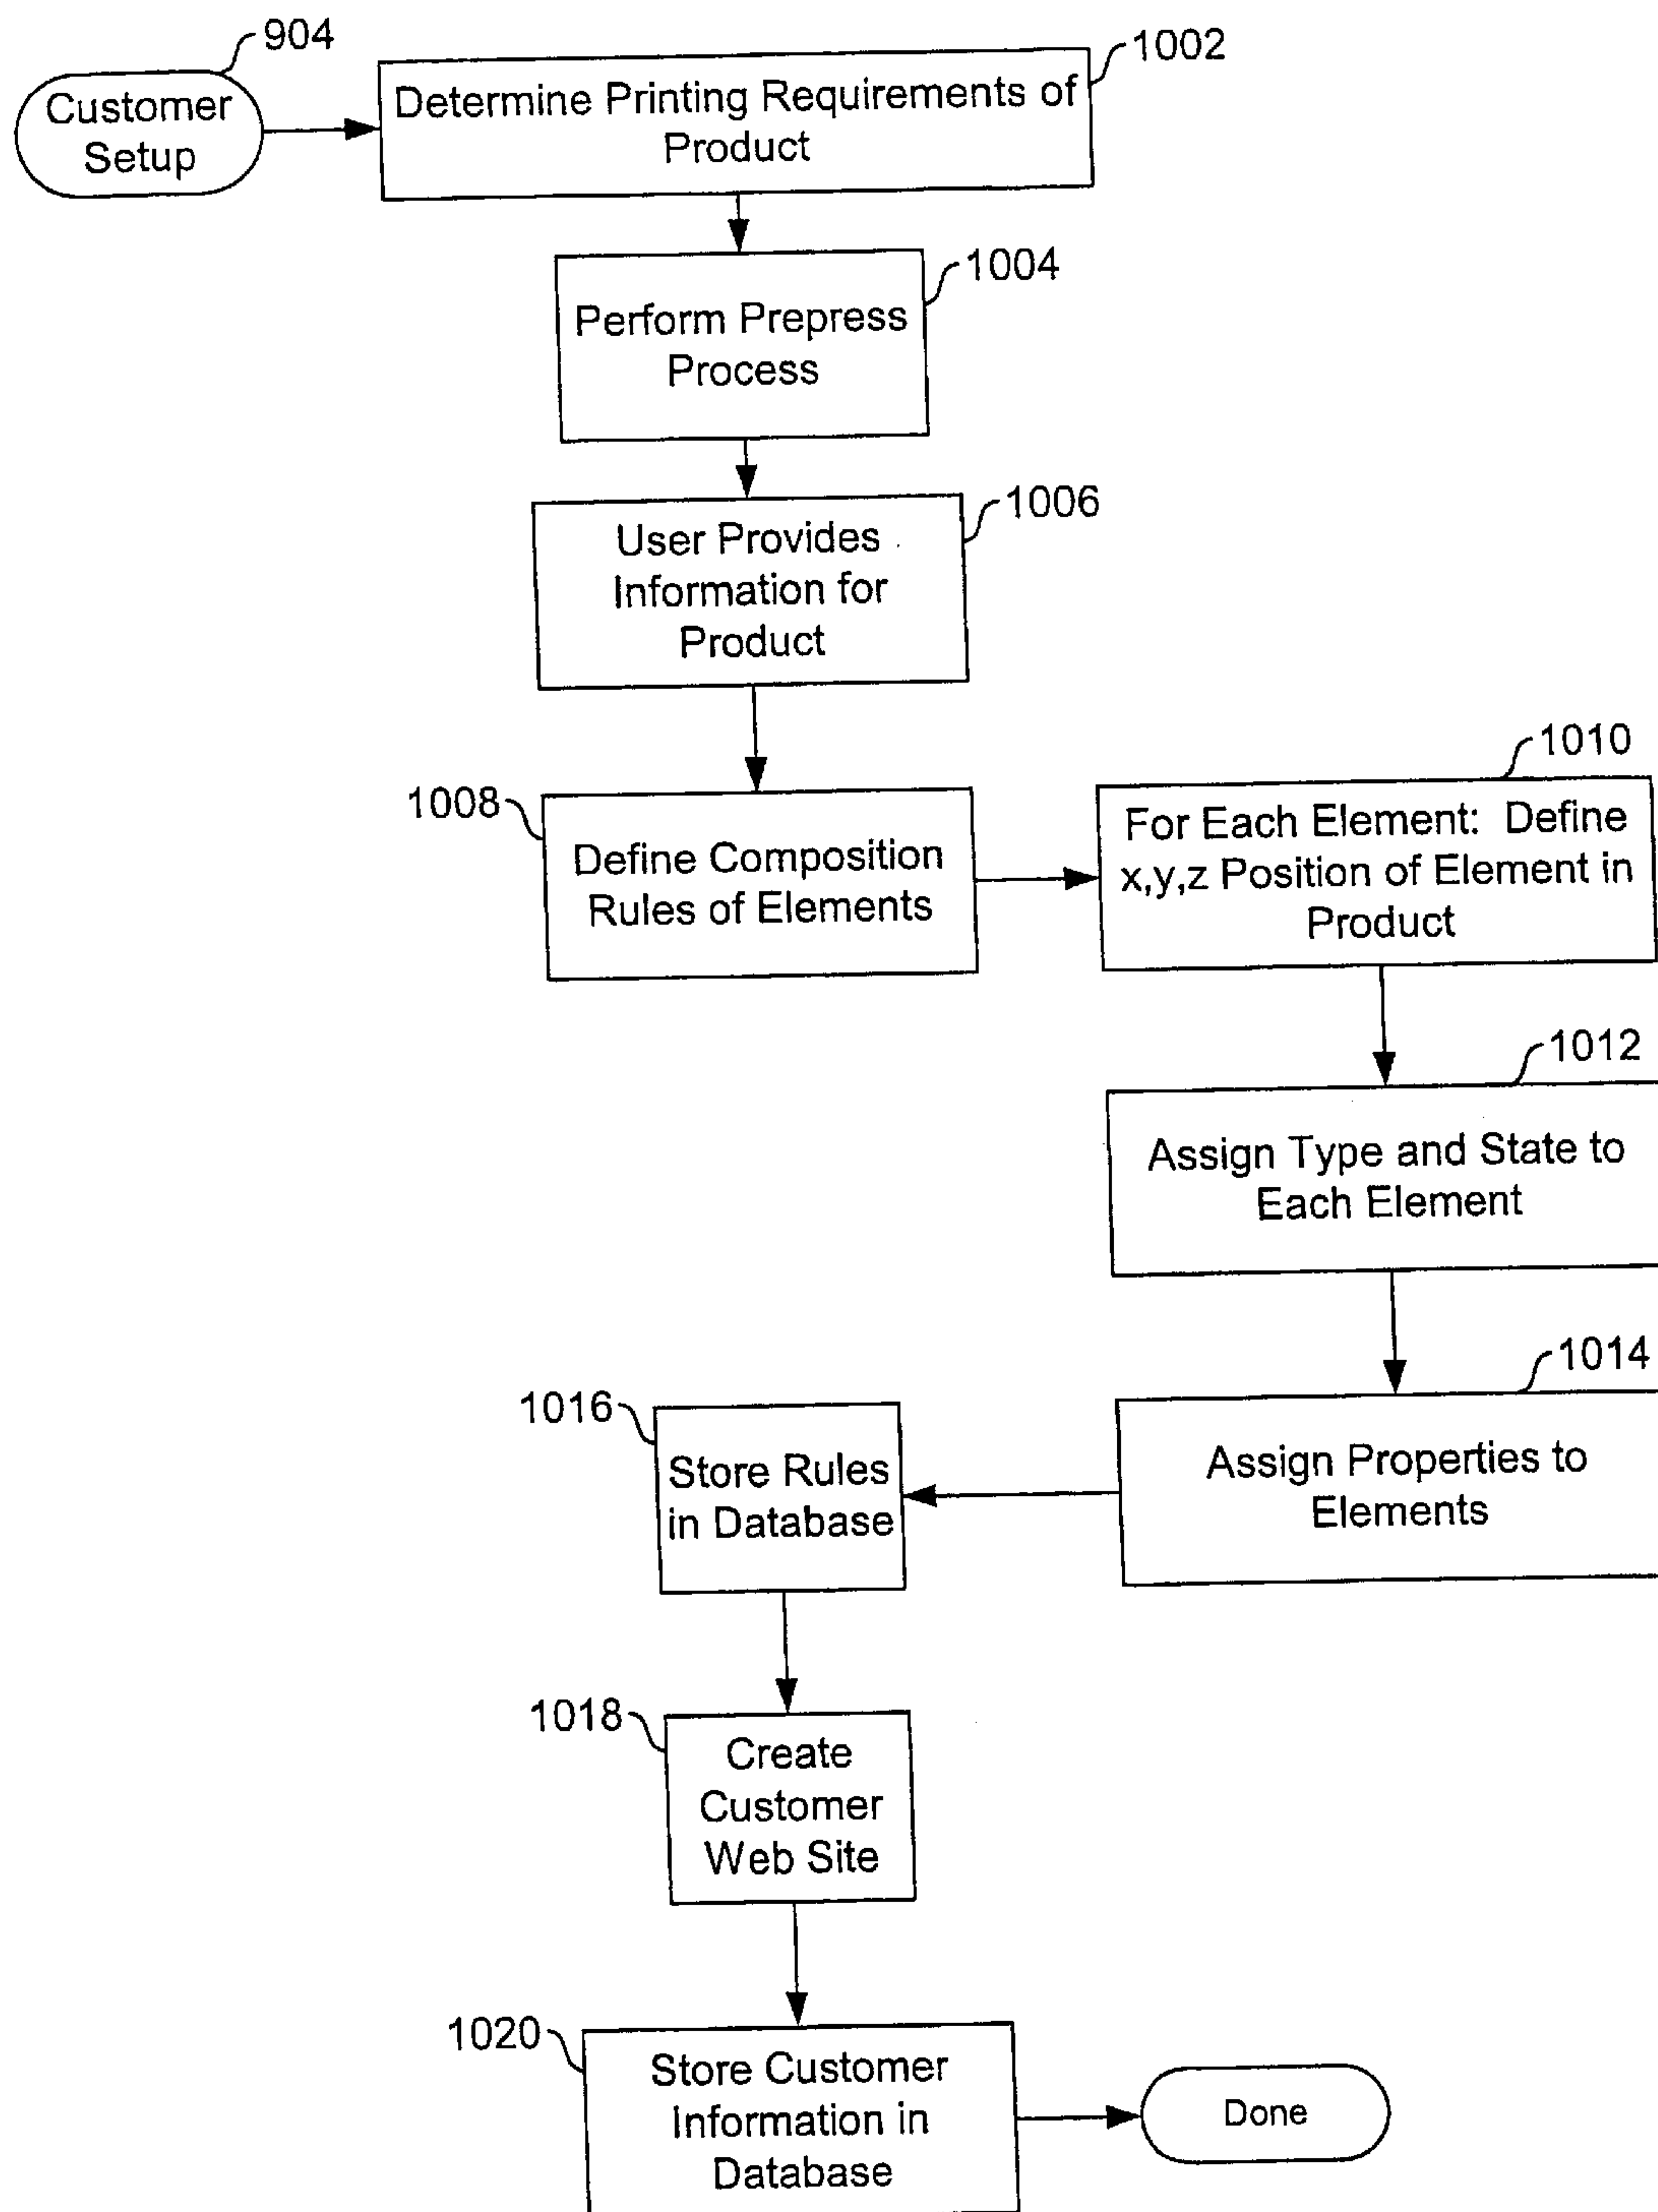 904
Customer
Setup
1002
Determine Printing Requirements of
Product
1004
Perform Prepress
Process
1006
User Provides
Information for
Product
1008
Define Composition
Rules of Elements
1010
For Each Element: Define
x,y,z Position of Element in
Product
1012
Assign Type and State to
Each Element
1014
Assign Properties to
Elements
1016
Store Rules
in Database
1018
Create
Customer
Web Site
1020
Store Customer
Information in
Database
Done